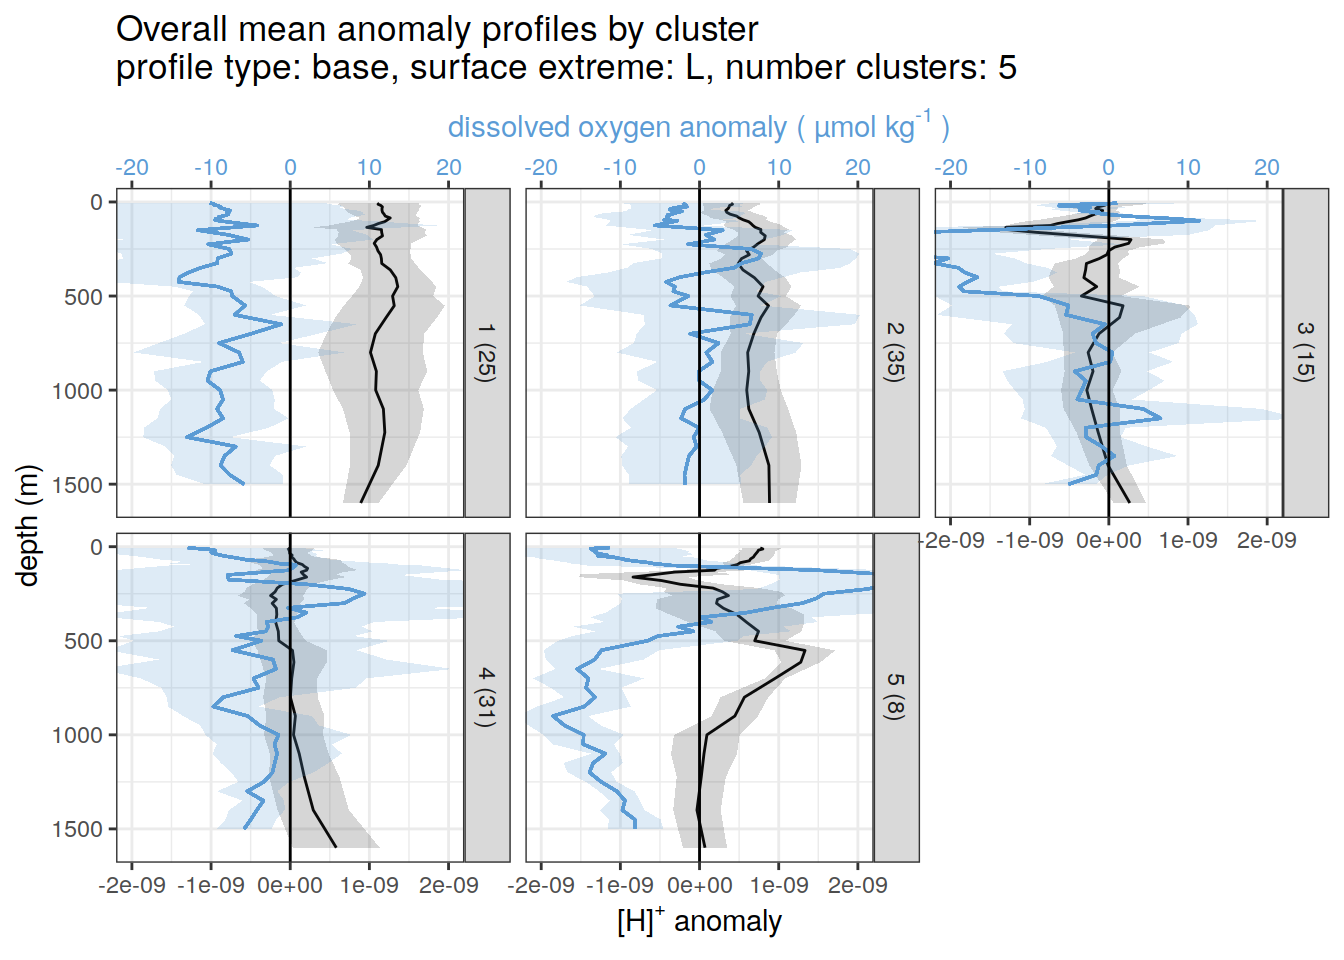 Overall mean anomaly profiles by cluster
profile type: base, surface extreme: L, number clusters: 5
dissolved oxygen anomaly ( µmol kg⁻¹ )
-20 -10 0 10 20 -20 -10 0 10 20 -20 -10 0 10 20
0
500
1000
1500
1 (25)
2 (35)
3 (15)
-2e-09 -1e-09 0e+00 1e-09 2e-09
depth (m)
0
500
1000
1500
4 (31)
5 (8)
-2e-09 -1e-09 0e+00 1e-09 2e-09 -2e-09 -1e-09 0e+00 1e-09 2e-09
[H]⁺ anomaly